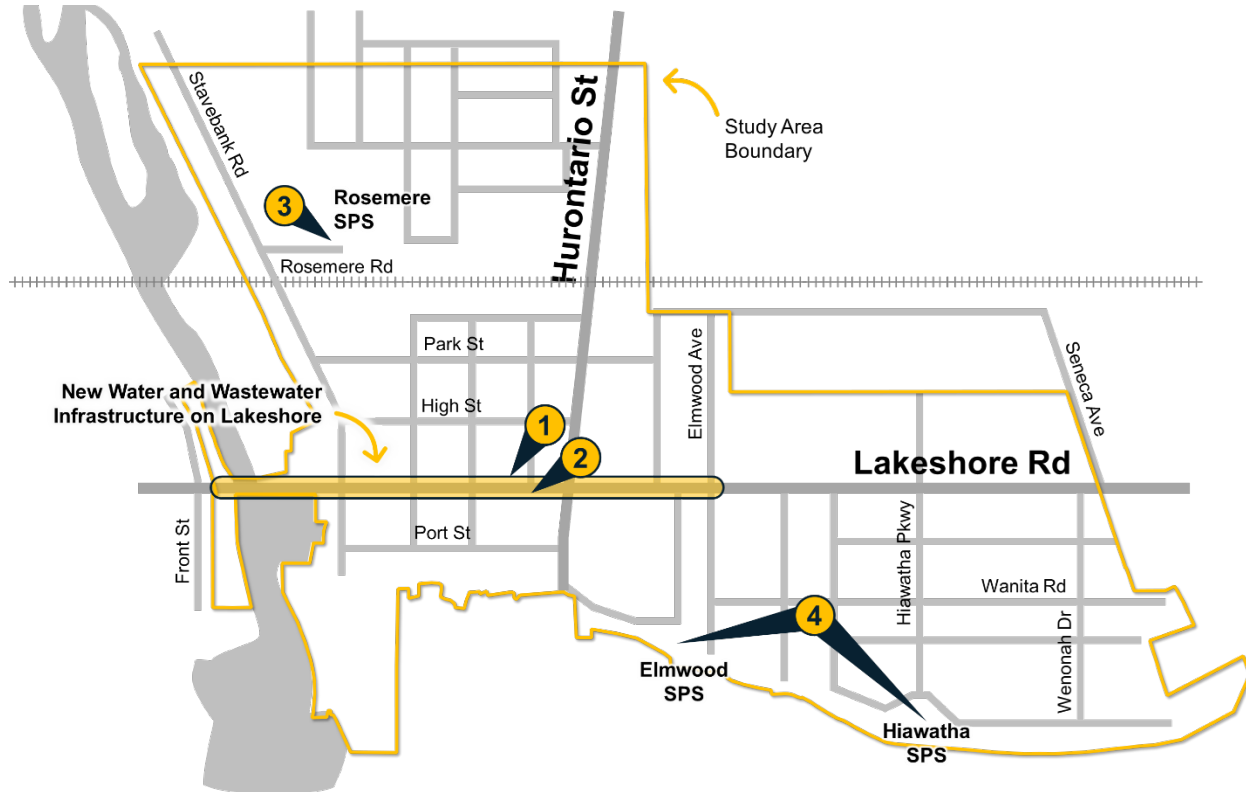 Stavebank Rd
Hurontario St
Study Area
Boundary
3
Rosemere
SPS
Rosemere Rd
Park St
Elmwood Ave
Seneca Ave
New Water and Wastewater
Infrastructure on Lakeshore
High St
1
2
Lakeshore Rd
Front St
Port St
Hiawatha Pkwy
Wanita Rd
4
Wenonah Dr
Elmwood
SPS
Hiawatha
SPS